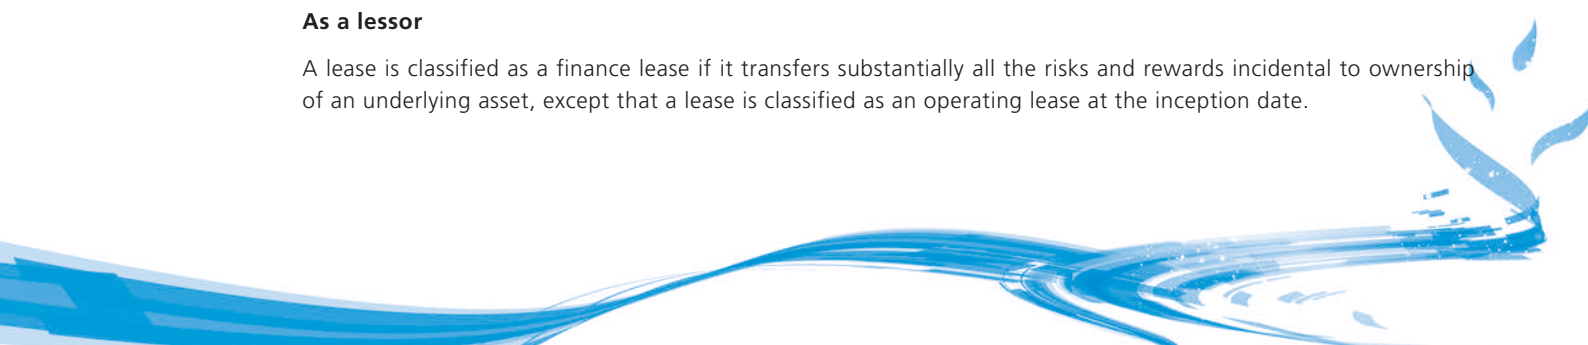 As a lessor
A lease is classified as a finance lease if it transfers substantially all the risks and rewards incidental to ownership
of an underlying asset, except that a lease is classified as an operating lease at the inception date.